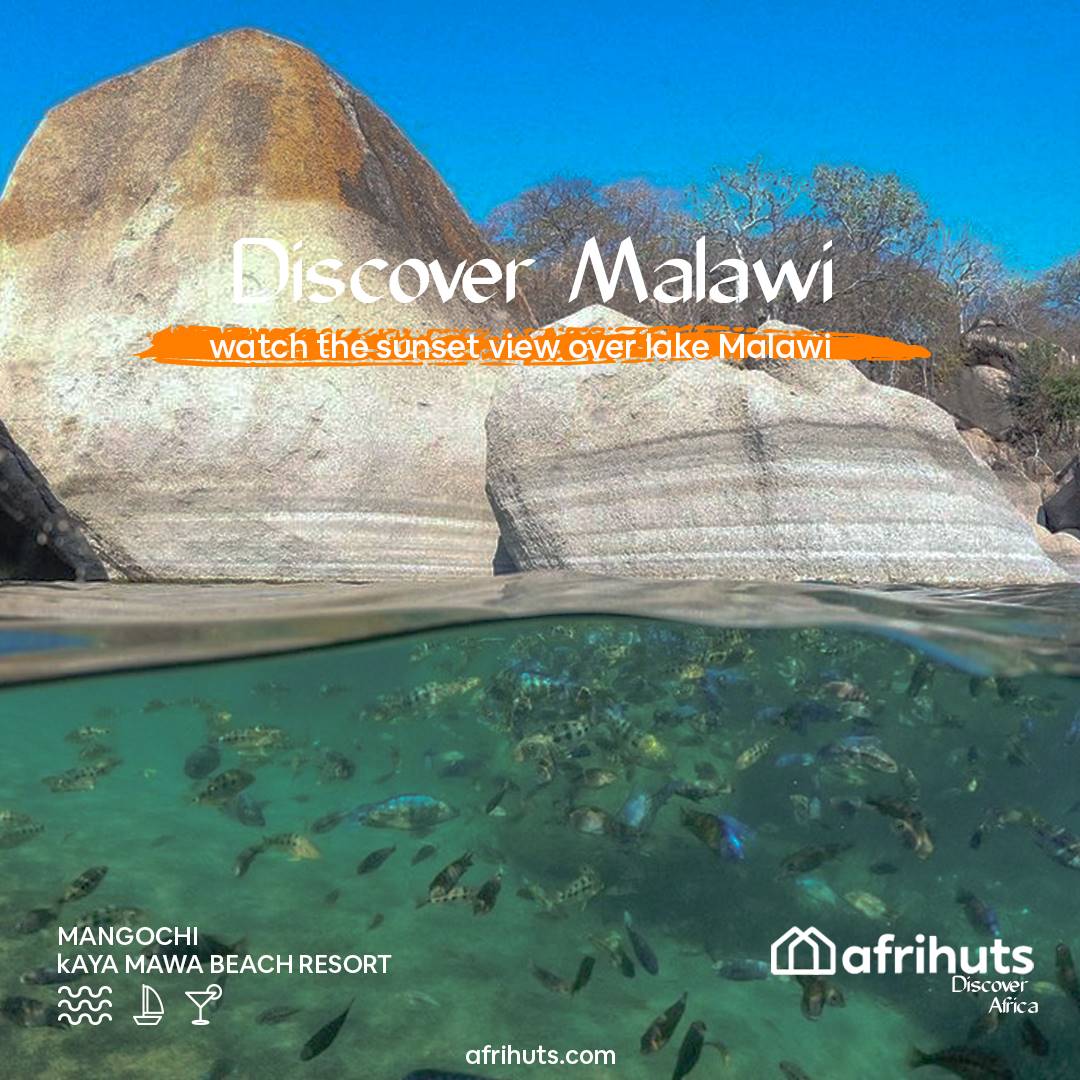 Discover Malawi
watch the sunset view over lake Malawi
MANGOCHI
kAYA MAWA BEACH RESORT
afrihuts
Discover
Africa
afrihuts.com